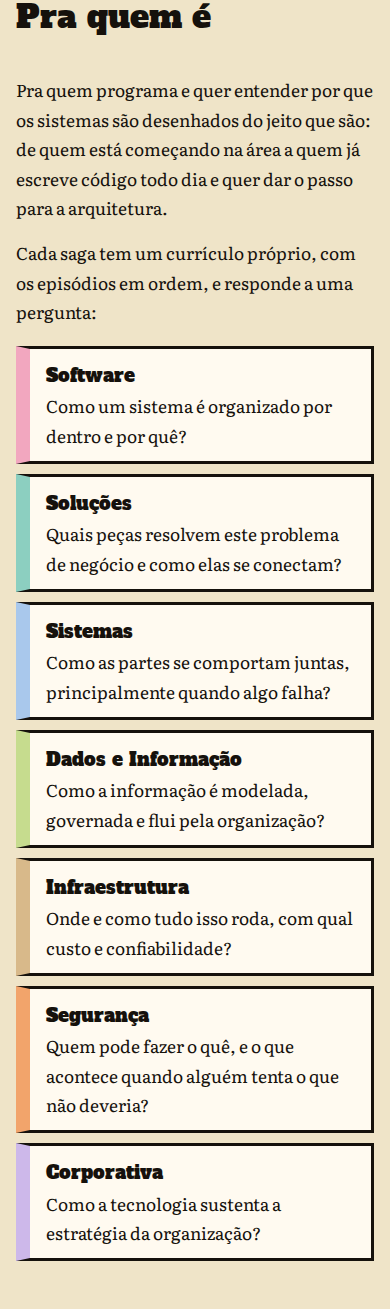 Pra quem é
Pra quem programa e quer entender por que
os sistemas são desenhados do jeito que são:
de quem está começando na área a quem já
escreve código todo dia e quer dar o passo
para a arquitetura.
Cada saga tem um currículo próprio, com
os episódios em ordem, e responde a uma
pergunta:
Software
Como um sistema é organizado por
dentro e por quê?
Soluções
Quais peças resolvem este problema
de negócio e como elas se conectam?
Sistemas
Como as partes se comportam juntas,
principalmente quando algo falha?
Dados e Informação
Como a informação é modelada,
governada e flui pela organização?
Infraestrutura
Onde e como tudo isso roda, com qual
custo e confiabilidade?
Segurança
Quem pode fazer o quê, e o que
acontece quando alguém tenta o que
não deveria?
Corporativa
Como a tecnologia sustenta a
estratégia da organização?